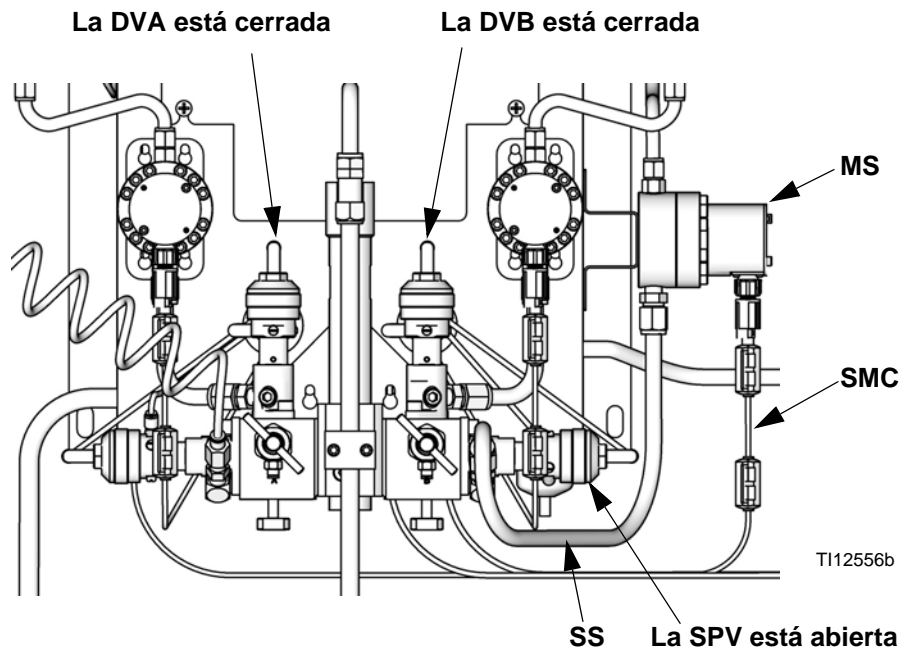 La DVA está cerrada
La DVB está cerrada
MS
SMC
TI12556b
SS
La SPV está abierta